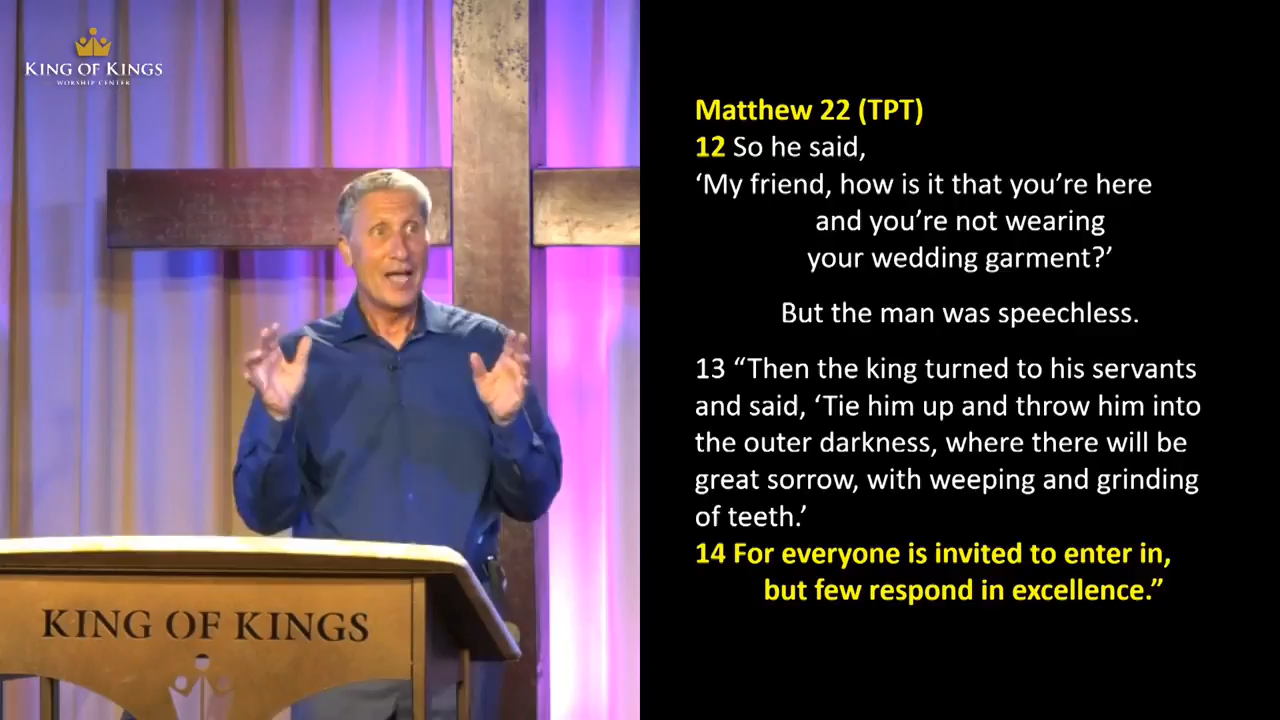 KING OF KINGS
WORSHIP CENTER
KING OF KINGS
Matthew 22 (TPT)
12 So he said,
‘My friend, how is it that you’re here
and you’re not wearing
your wedding garment?’
But the man was speechless.
13 “Then the king turned to his servants
and said, ‘Tie him up and throw him into
the outer darkness, where there will be
great sorrow, with weeping and grinding
of teeth.’
14 For everyone is invited to enter in,
but few respond in excellence.”